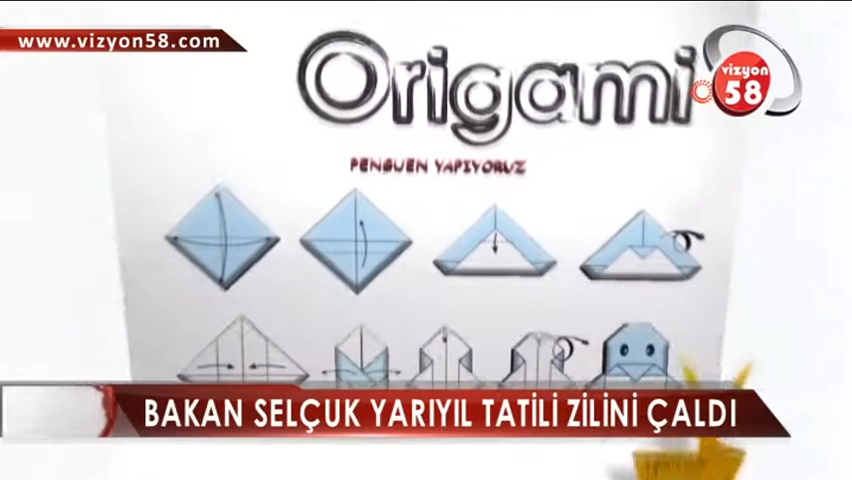 www.vizyon58.com
Origami
vizyon
58
PENGUEN YAPIYORUZ
BAKAN SELÇUK YARIYIL TATİLİ ZİLİNİ ÇALDI